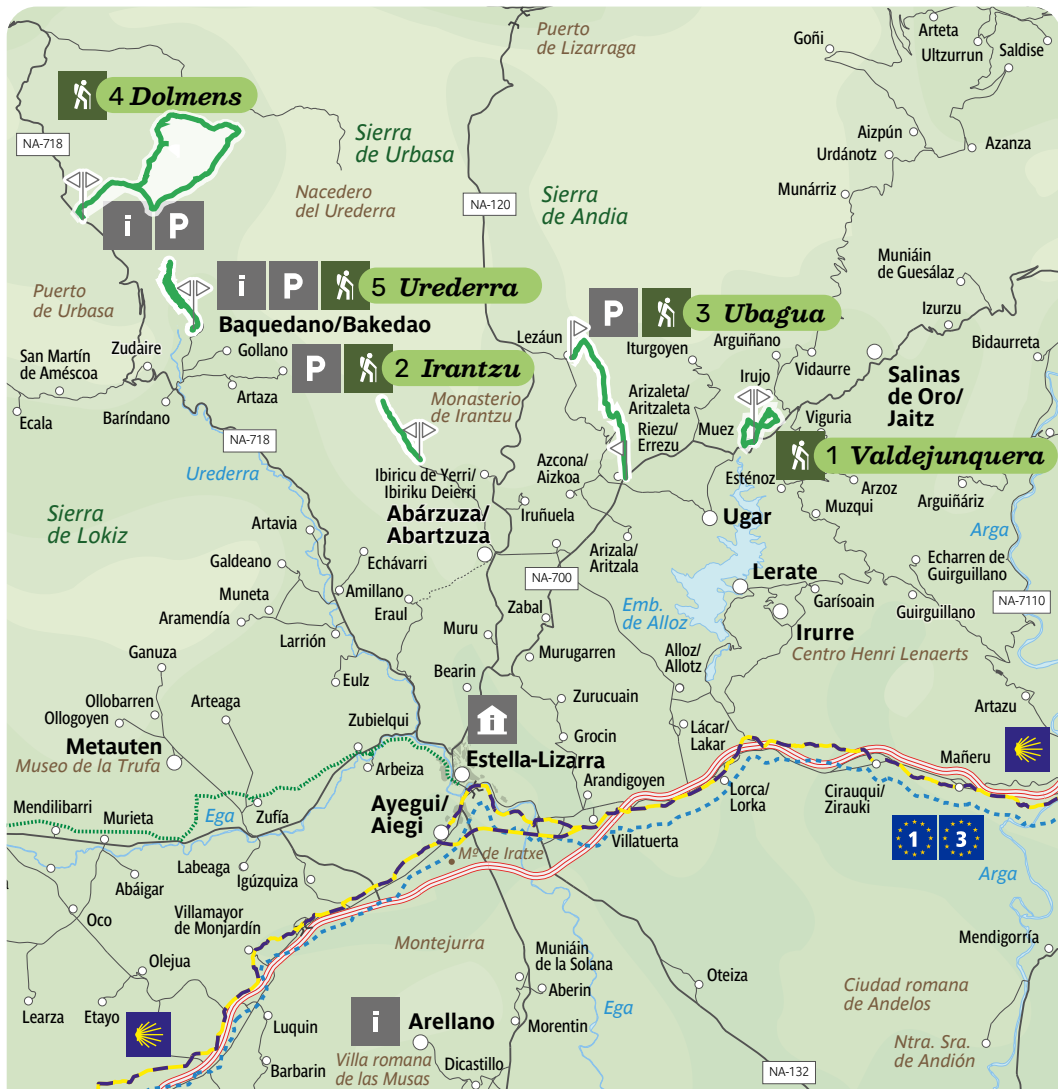 Puerto
de Lizarraga
Goñi
Arteta
Ultzurrun
Saldise
4 Dolmens
NA-718
Sierra
de Urbasa
Aizpún
Urdánotz
Azanza
Nacedero
del Urederra
NA-120
Sierra
de Andia
Munárriz
i P
Muniáin
de Guesálaz
Puerto
de Urbasa
i P
5 Urederra
P
3 Ubagua
Izurzu
Baquedano/Bakedao
Lezáun
Iturgoyen
Arguiñano
Bidaurreta
Zudaire
Gollano
San Martín
de Améscoa
P
2 Irantzu
Irujo
Vidaurre
Salinas
de Oro/
Jaitz
Artaza
Monasterio
de Irantzu
Arizaleta/
Aritzaleta
Ecala
Baríndano
Riezu/
Errezu
Muez
Viguria
NA-718
1 Valdejunquera
Urederra
Ibiricu de Yerri/
Ibiriku Deierri
Azcona/
Aizkoa
Esténoz
Arzoz
Arguiñáriz
Sierra
de Lokiz
Abárzuza/
Abartzuza
Iruñuela
Ugar
Muzqui
Arga
Artavia
Arizala/
Aritzala
Echávarri
Echarren de
Guirguillano
Galdeano
NA-700
Lerate
Amillano
Garísoain
NA-7110
Muneta
Eraul
Zabal
Emb.
de Alloz
Guirguillano
Aramendía
Irurre
Larrión
Muru
Centro Henri Lenaerts
Ganuza
Murugarren
Alloz/
Allotz
Eulz
Bearin
Ollobarren
Arteaga
Zurucuain
Artazu
Ollogoyen
i
Lácar/
Lakar
Zubielqui
Grocin
Metauten
Museo de la Trufa
Arbeiza
Estella-Lizarra
Mañeru
Arandigoyen
Lorca/
Lorka
Cirauqui/
Zirauki
Mendilibarri
Ega
Zufía
Ayegui/
Aiegi
Murieta
Villatuerta
1 3
Mº de Iratxe
Labeaga
Abáigar
Igúzquiza
Arga
Oco
Villamayor
de Monjardín
Montejurra
Mendigorría
Muniáin
de la Solana
Olejua
Oteiza
Ciudad romana
de Andelos
Aberin
Learza
Etayo
Luquin
i
Arellano
Morentin
Ega
Ntra. Sra.
de Andión
Villa romana
de las Musas
Barbarin
Dicastillo
NA-132